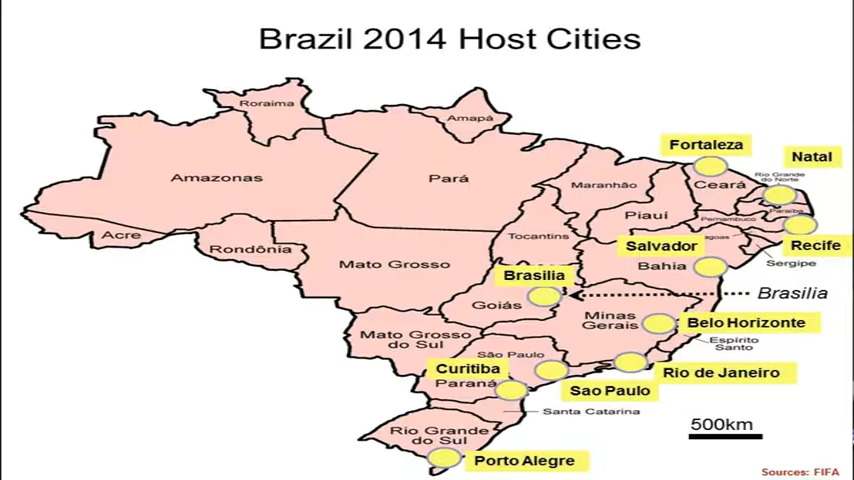 Brazil 2014 Host Cities
Roraima
Amapá
Fortaleza
Natal
Amazonas
Pará
Maranhão
Ceará
Rio Grande
do Norte
Piauí
Paraíba
Pernambuco
Acre
Rondônia
Tocantins
Salvador
Recife
Mato Grosso
Bahia
Sergipe
Brasilia
Goiás
Brasília
Minas
Gerais
Belo Horizonte
Mato Grosso
do Sul
Espírito
Santo
São Paulo
Curitiba
Rio de Janeiro
Paraná
Sao Paulo
Santa Catarina
500km
Rio Grande
do Sul
Porto Alegre
Sources: FIFA